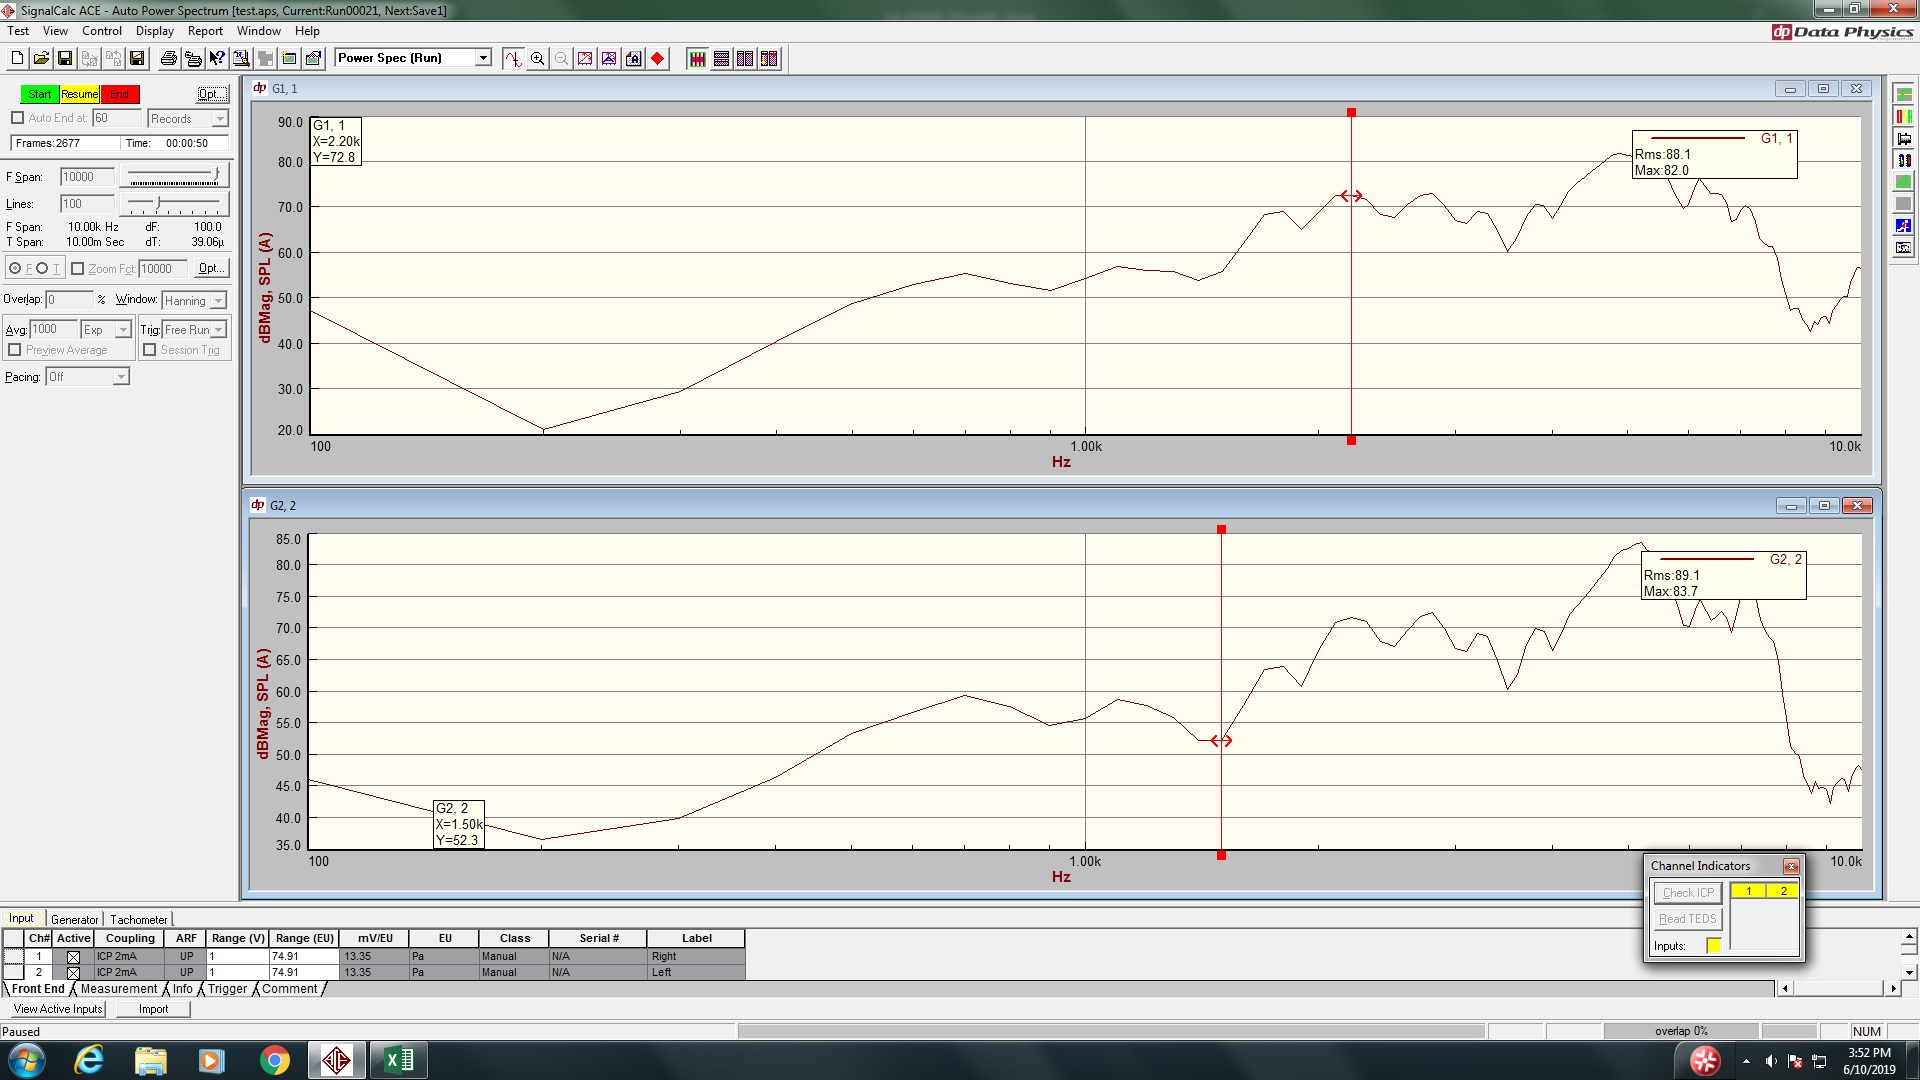 SignalCalc ACE - Auto Power Spectrum [test.aps, Current:Run00021, Next:Save1]
Test View Control Display Report Window Help
dp Data Physics
Power Spec (Run)
Start Resume End Opt...
Auto End at: 60 Records
Frames:2677 Time: 00:00:50
F Span: 10000
Lines: 100
F Span: 10.00k Hz dF: 100.0
T Span: 10.00m Sec dT: 39.06µ
F T Zoom Fct: 10000 Opt...
Overlap: 0 % Window: Hanning
Avg: 1000 Exp Trig: Free Run
Preview Average Session Trig
Pacing: Off
dp G1, 1
90.0
80.0
70.0
60.0
50.0
40.0
30.0
20.0
dBMag, SPL (A)
G1, 1
X=2.20k
Y=72.8
G1, 1
Rms:88.1
Max:82.0
100 1.00k 10.0k
Hz
dp G2, 2
85.0
80.0
75.0
70.0
65.0
60.0
55.0
50.0
45.0
40.0
35.0
dBMag, SPL (A)
G2, 2
Rms:89.1
Max:83.7
G2, 2
X=1.50k
Y=52.3
100 1.00k 10.0k
Hz
Channel Indicators
Check ICP 1 2
Read TEDS
Inputs:
Input Generator Tachometer
Ch# Active Coupling ARF Range (V) Range (EU) mV/EU EU Class Serial # Label
1 ICP 2mA UP 1 74.91 13.35 Pa Manual N/A Right
2 ICP 2mA UP 1 74.91 13.35 Pa Manual N/A Left
Front End Measurement Info Trigger Comment
View Active Inputs Import
Paused overlap 0% NUM
3:52 PM
6/10/2019